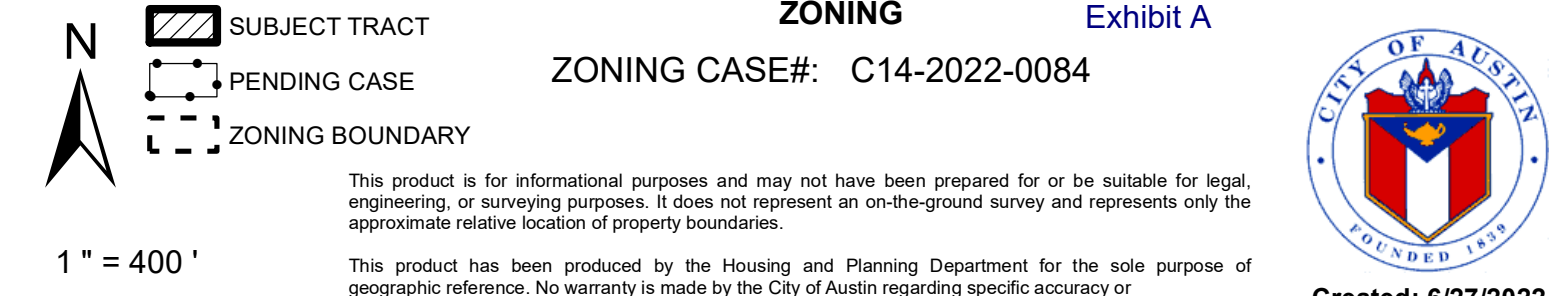 ZONING
Exhibit A
N
SUBJECT TRACT
PENDING CASE
ZONING BOUNDARY
ZONING CASE#: C14-2022-0084
This product is for informational purposes and may not have been prepared for or be suitable for legal,
engineering, or surveying purposes. It does not represent an on-the-ground survey and represents only the
approximate relative location of property boundaries.
1 " = 400 '
This product has been produced by the Housing and Planning Department for the sole purpose of
geographic reference. No warranty is made by the City of Austin regarding specific accuracy or
CITY OF AUSTIN
FOUNDED 1839
Created: 6/27/2022